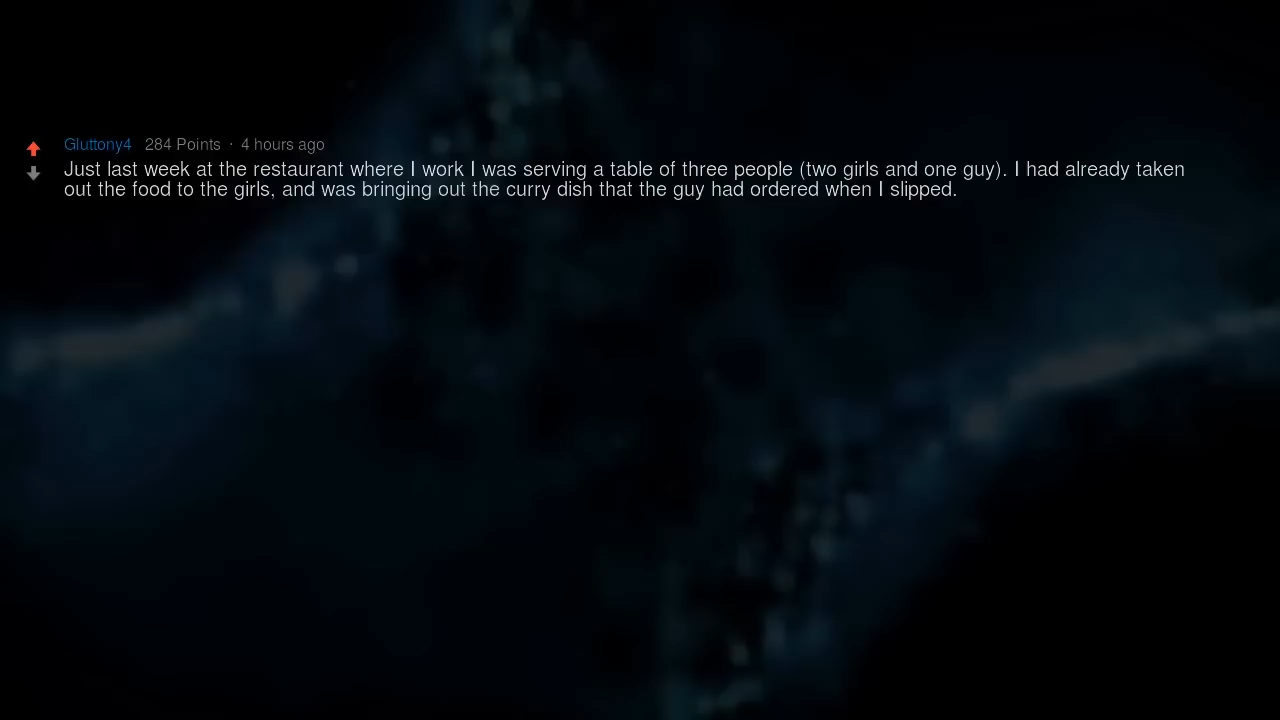 Gluttony4 284 Points · 4 hours ago
Just last week at the restaurant where I work I was serving a table of three people (two girls and one guy). I had already taken
out the food to the girls, and was bringing out the curry dish that the guy had ordered when I slipped.